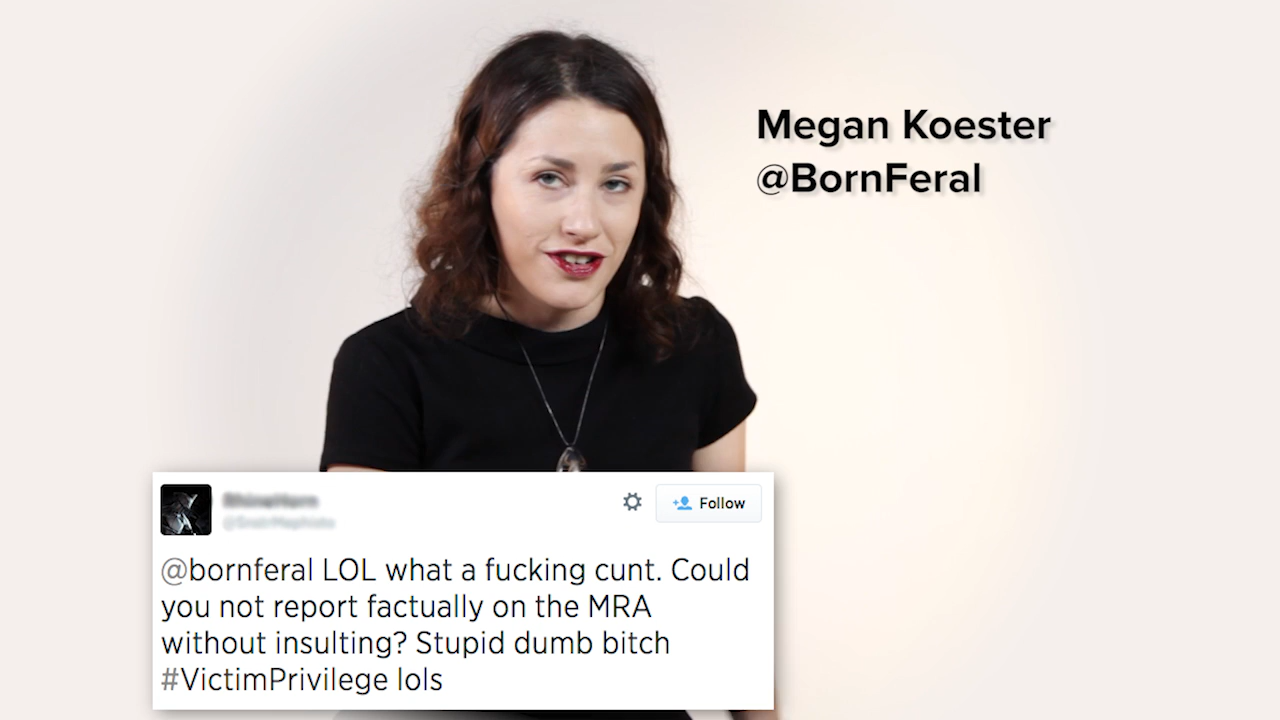 Megan Koester
@BornFeral
Follow
@bornferal LOL what a fucking cunt. Could
you not report factually on the MRA
without insulting? Stupid dumb bitch
#VictimPrivilege lols